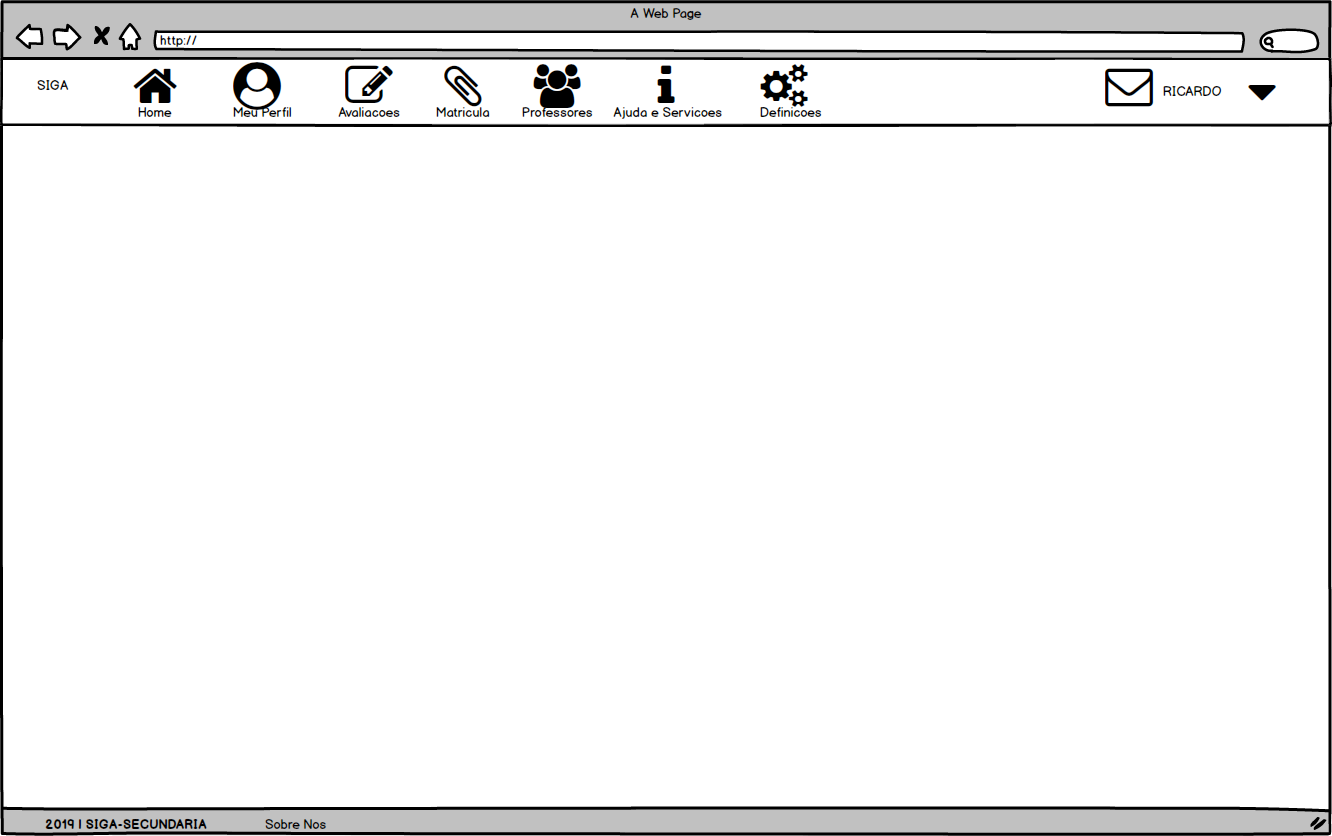 A Web Page
http://
SIGA
Home
Meu Perfil
Avaliacoes
Matricula
Professores
Ajuda e Servicoes
Definicoes
RICARDO
2019 | SIGA-SECUNDARIA
Sobre Nos